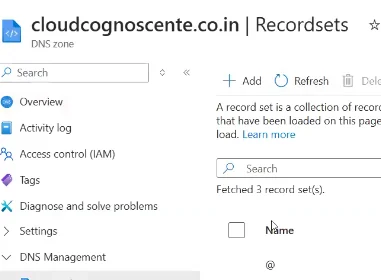 cloudcognoscente.co.in | Recordsets
DNS zone
Search
Add
Refresh
Overview
Activity log
Access control (IAM)
Tags
Diagnose and solve problems
Settings
DNS Management
A record set is a collection of
that have been loaded on this page
load. Learn more
Search
Fetched 3 record set(s).
Name
@